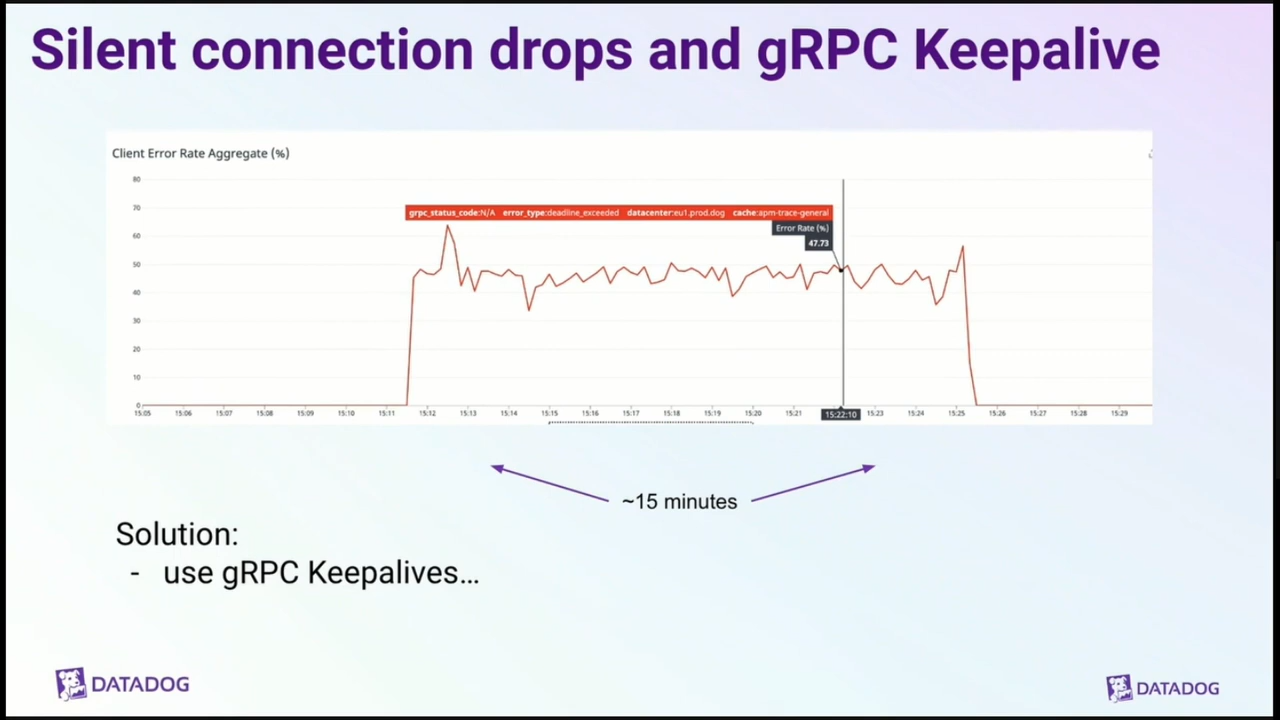 Silent connection drops and gRPC Keepalive
Client Error Rate Aggregate (%)
80
70
60
50
40
30
20
10
0
grpc_status_code:N/A error_type:deadline_exceeded datacenter:eu1.prod.dog cache:apm-trace-general
Error Rate (%)
47.73
15:05 15:06 15:07 15:08 15:09 15:10 15:11 15:12 15:13 15:14 15:15 15:16 15:17 15:18 15:19 15:20 15:21 15:22:10 15:23 15:24 15:25 15:26 15:27 15:28 15:29
~15 minutes
Solution:
- use gRPC Keepalives…
DATADOG
DATADOG